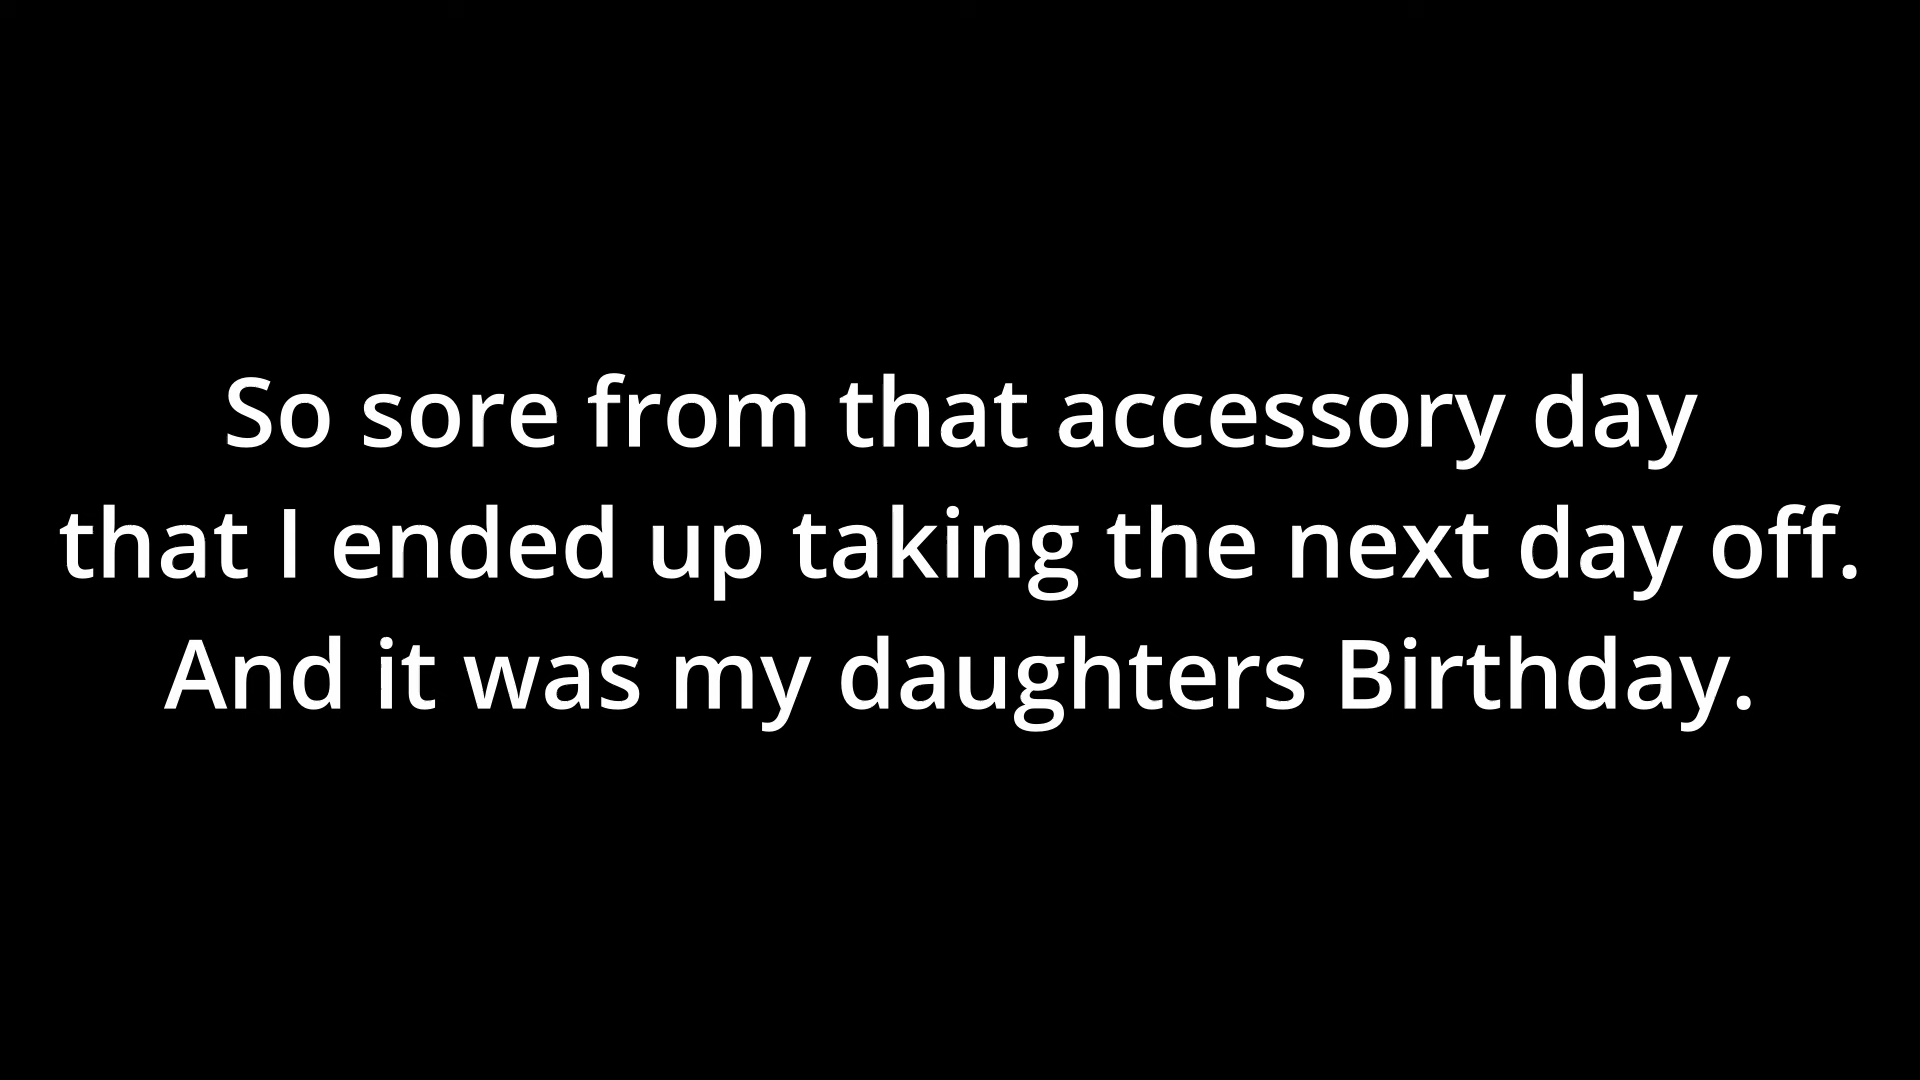 So sore from that accessory day
that I ended up taking the next day off.
And it was my daughters Birthday.